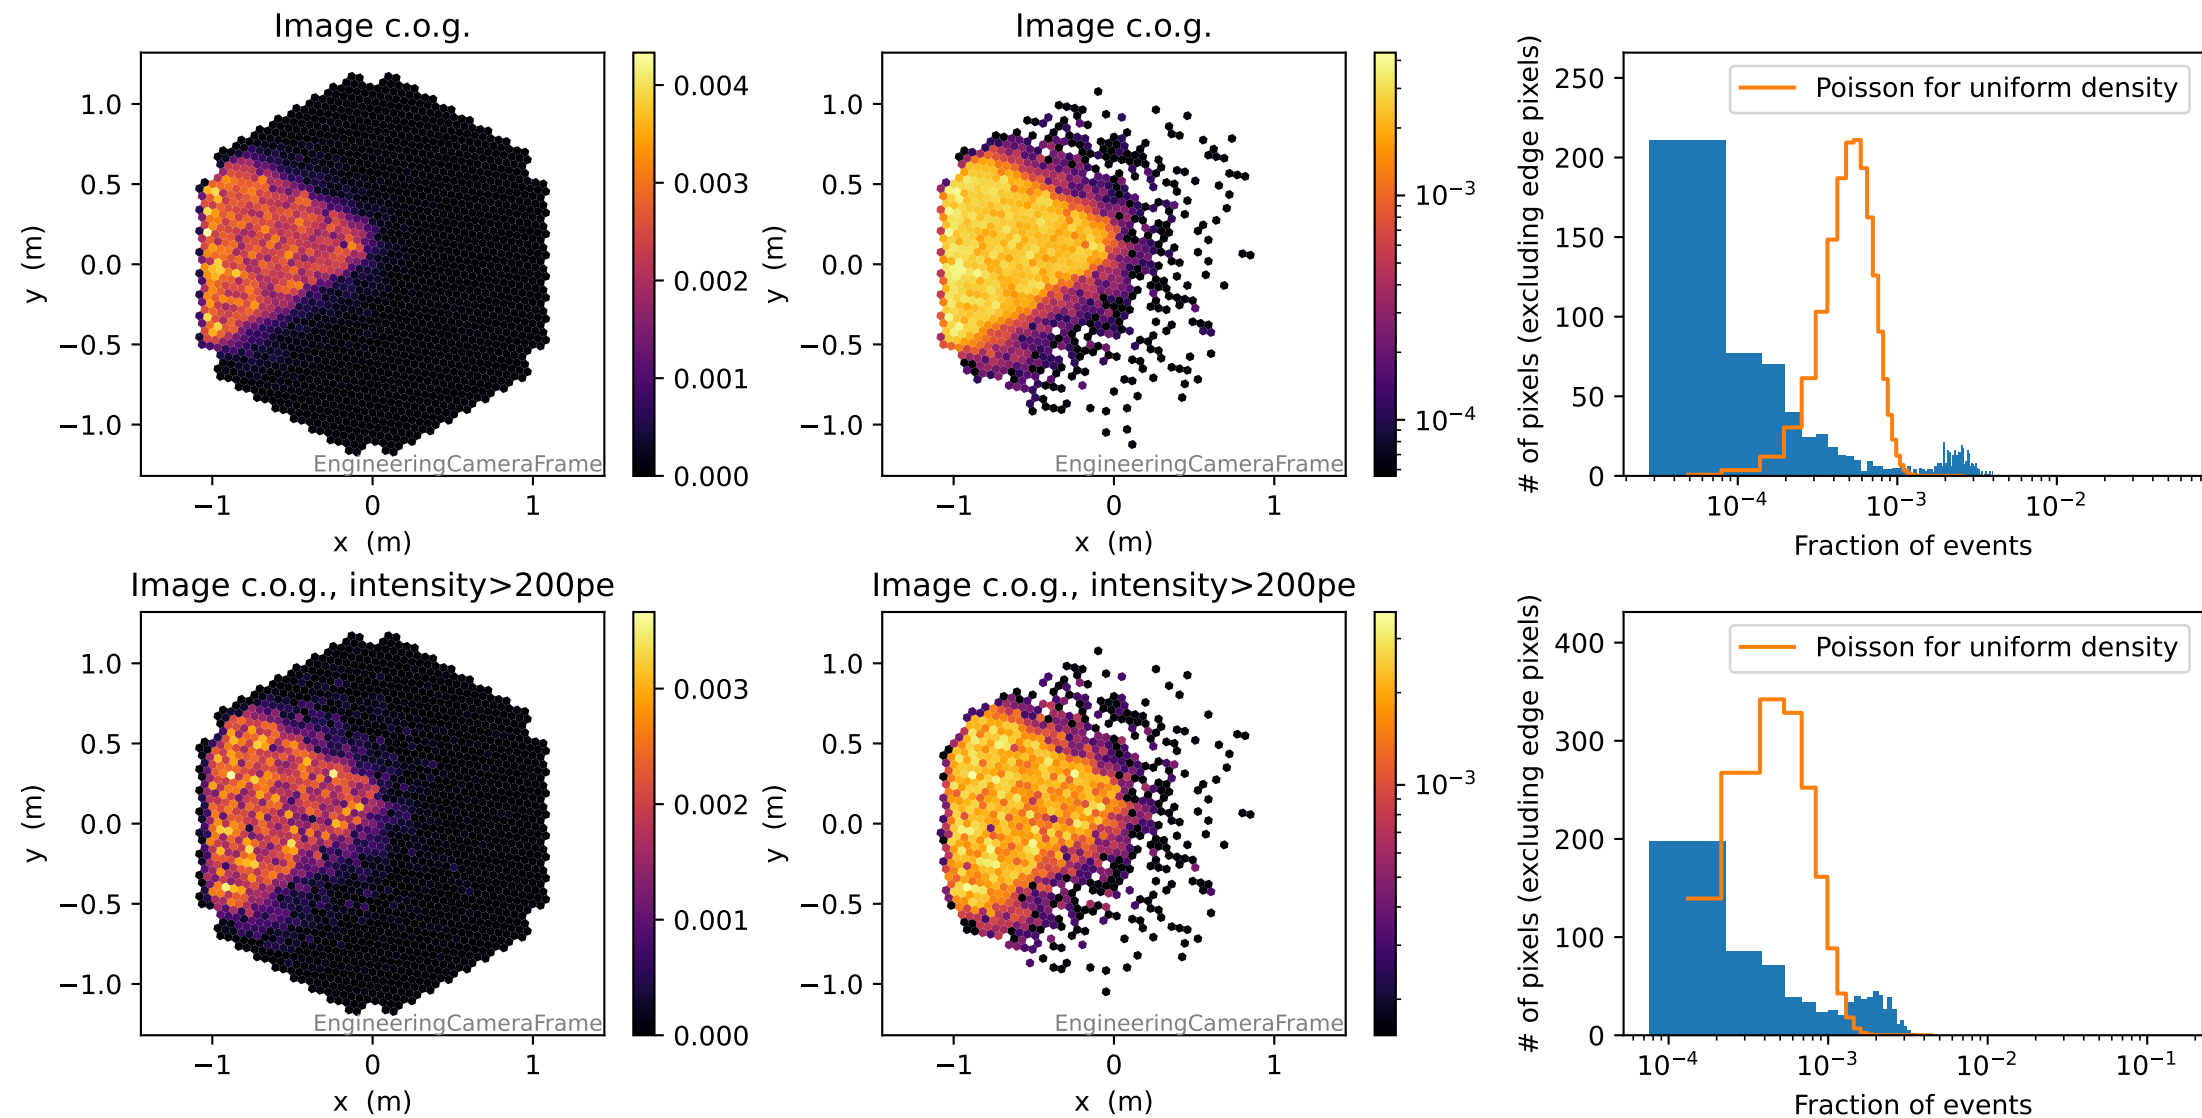 Image c.o.g.
1.0
0.5
0.0
−0.5
−1.0
y (m)
−1
0
1
x (m)
EngineeringCameraFrame
0.004
0.003
0.002
0.001
0.000
Image c.o.g.
1.0
0.5
0.0
−0.5
−1.0
y (m)
−1
0
1
x (m)
EngineeringCameraFrame
10−3
10−4
250
200
150
100
50
0
# of pixels (excluding edge pixels)
Poisson for uniform density
10−4
10−3
10−2
Fraction of events
Image c.o.g., intensity>200pe
1.0
0.5
0.0
−0.5
−1.0
y (m)
−1
0
1
x (m)
EngineeringCameraFrame
0.003
0.002
0.001
0.000
Image c.o.g., intensity>200pe
1.0
0.5
0.0
−0.5
−1.0
y (m)
−1
0
1
x (m)
EngineeringCameraFrame
10−3
400
300
200
100
0
# of pixels (excluding edge pixels)
Poisson for uniform density
10−4
10−3
10−2
10−1
Fraction of events